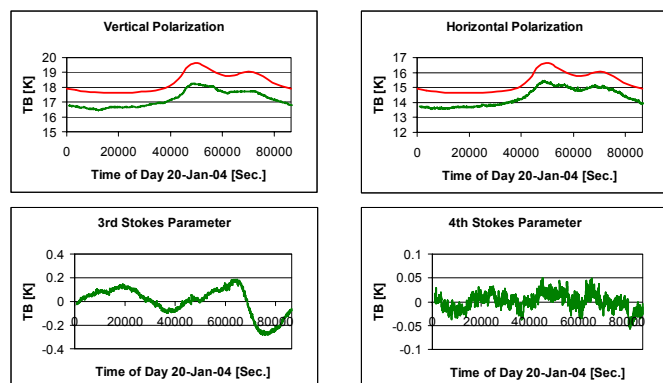 Vertical Polarization
TB [K]
20
19
18
17
16
15
0 20000 40000 60000 80000
Time of Day 20-Jan-04 [Sec.]
Horizontal Polarization
TB [K]
17
16
15
14
13
12
0 20000 40000 60000 80000
Time of Day 20-Jan-04 [Sec.]
3rd Stokes Parameter
TB [K]
0.4
0.2
0
-0.2
-0.4
0 20000 40000 60000 80000
Time of Day 20-Jan-04 [Sec.]
4th Stokes Parameter
TB [K]
0.1
0.05
0
-0.05
-0.1
0 20000 40000 60000 80000
Time of Day 20-Jan-04 [Sec.]